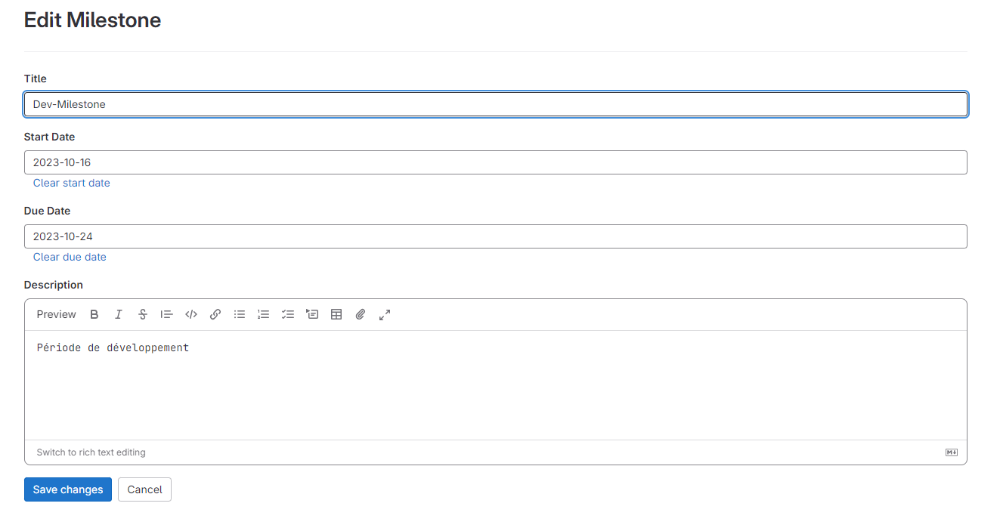 Edit Milestone
Title
Dev-Milestone
Start Date
2023-10-16
Clear start date
Due Date
2023-10-24
Clear due date
Description
Preview
Période de développement
Switch to rich text editing
Save changes Cancel